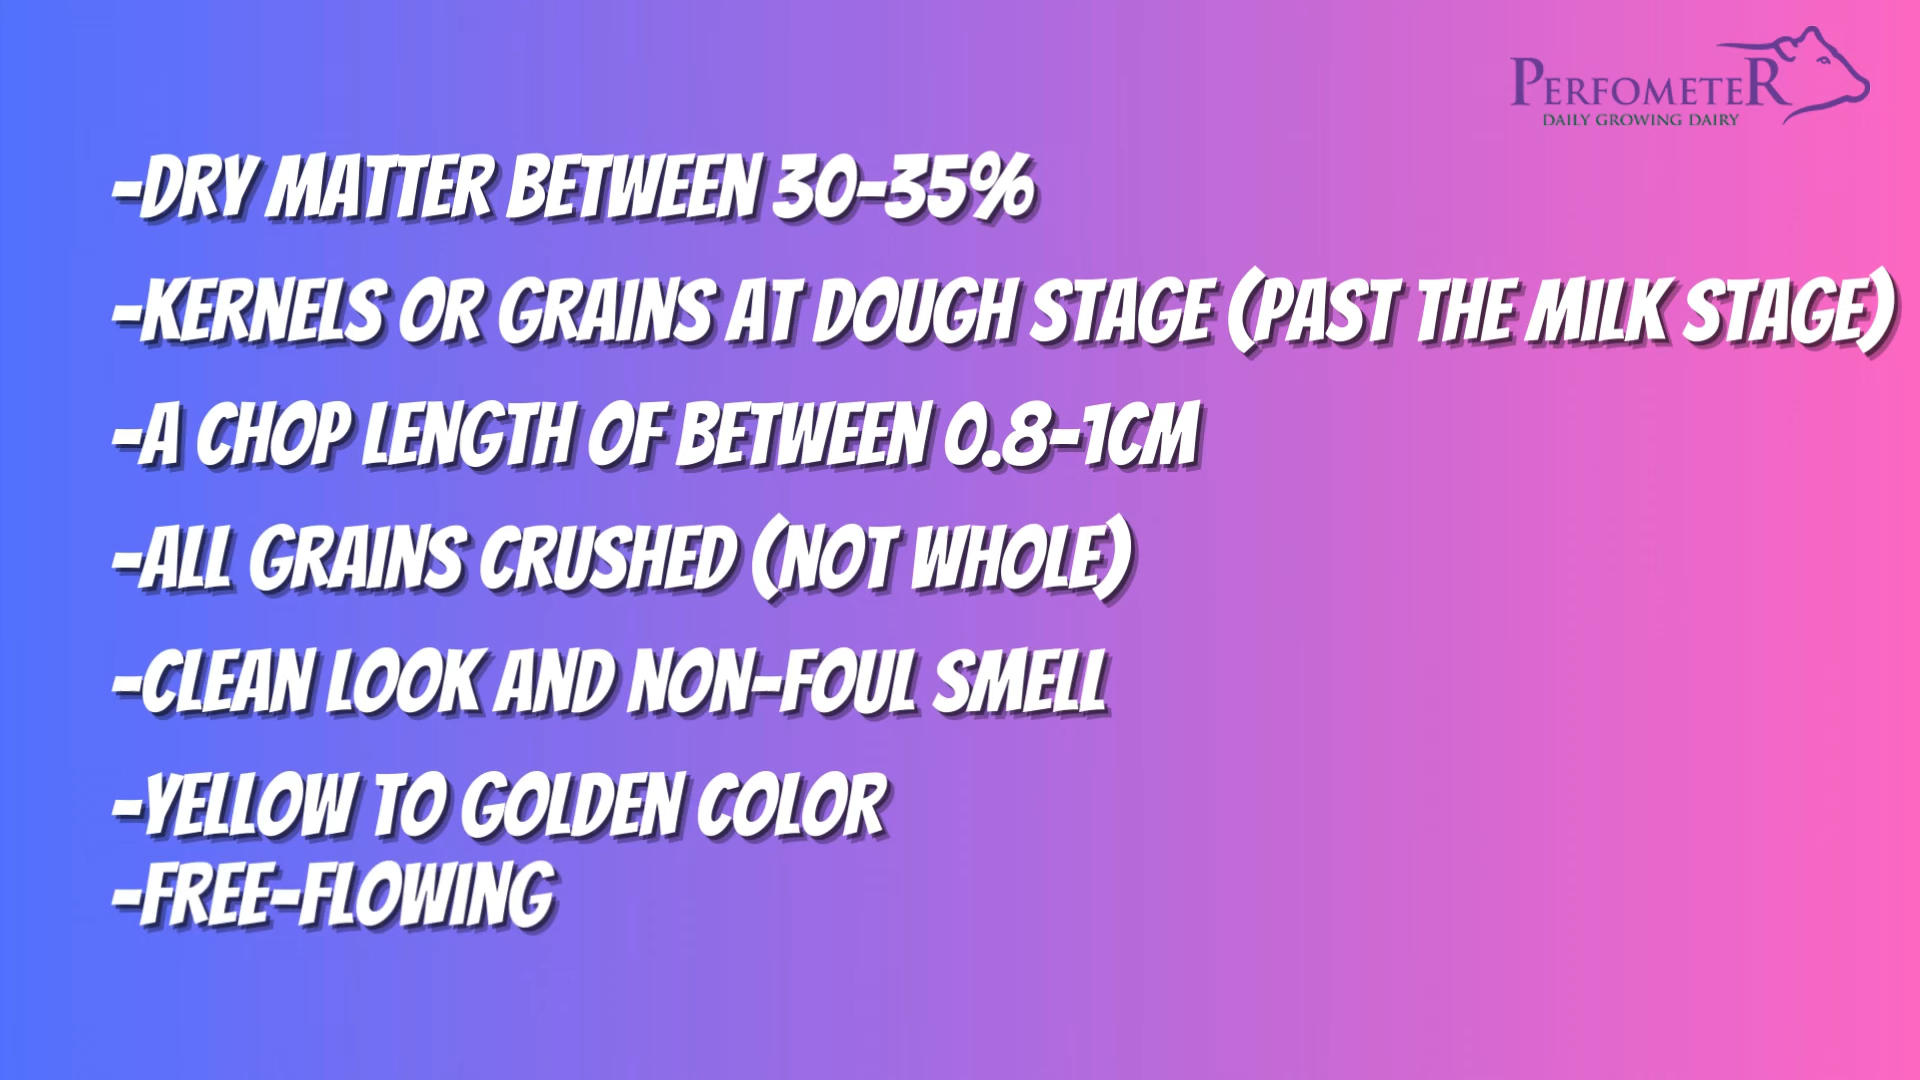 PERFOMETER
DAILY GROWING DAIRY
-DRY MATTER BETWEEN 30-35%
-KERNELS OR GRAINS AT DOUGH STAGE (PAST THE MILK STAGE)
-A CHOP LENGTH OF BETWEEN 0.8-1CM
-ALL GRAINS CRUSHED (NOT WHOLE)
-CLEAN LOOK AND NON-FOUL SMELL
-YELLOW TO GOLDEN COLOR
-FREE-FLOWING